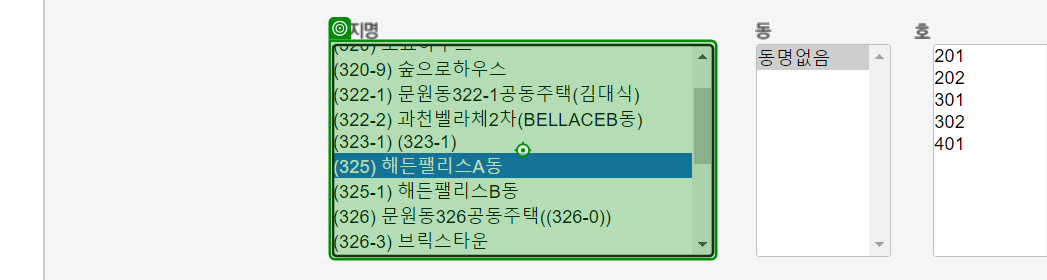 지명
동
호
(320-9) 숲으로하우스
(322-1) 문원동322-1공동주택(김대식)
(322-2) 과천벨라체2차(BELLACEB동)
(323-1) (323-1)
(325) 해든팰리스A동
(325-1) 해든팰리스B동
(326) 문원동326공동주택((326-0))
(326-3) 브릭스타운
동명없음
201
202
301
302
401